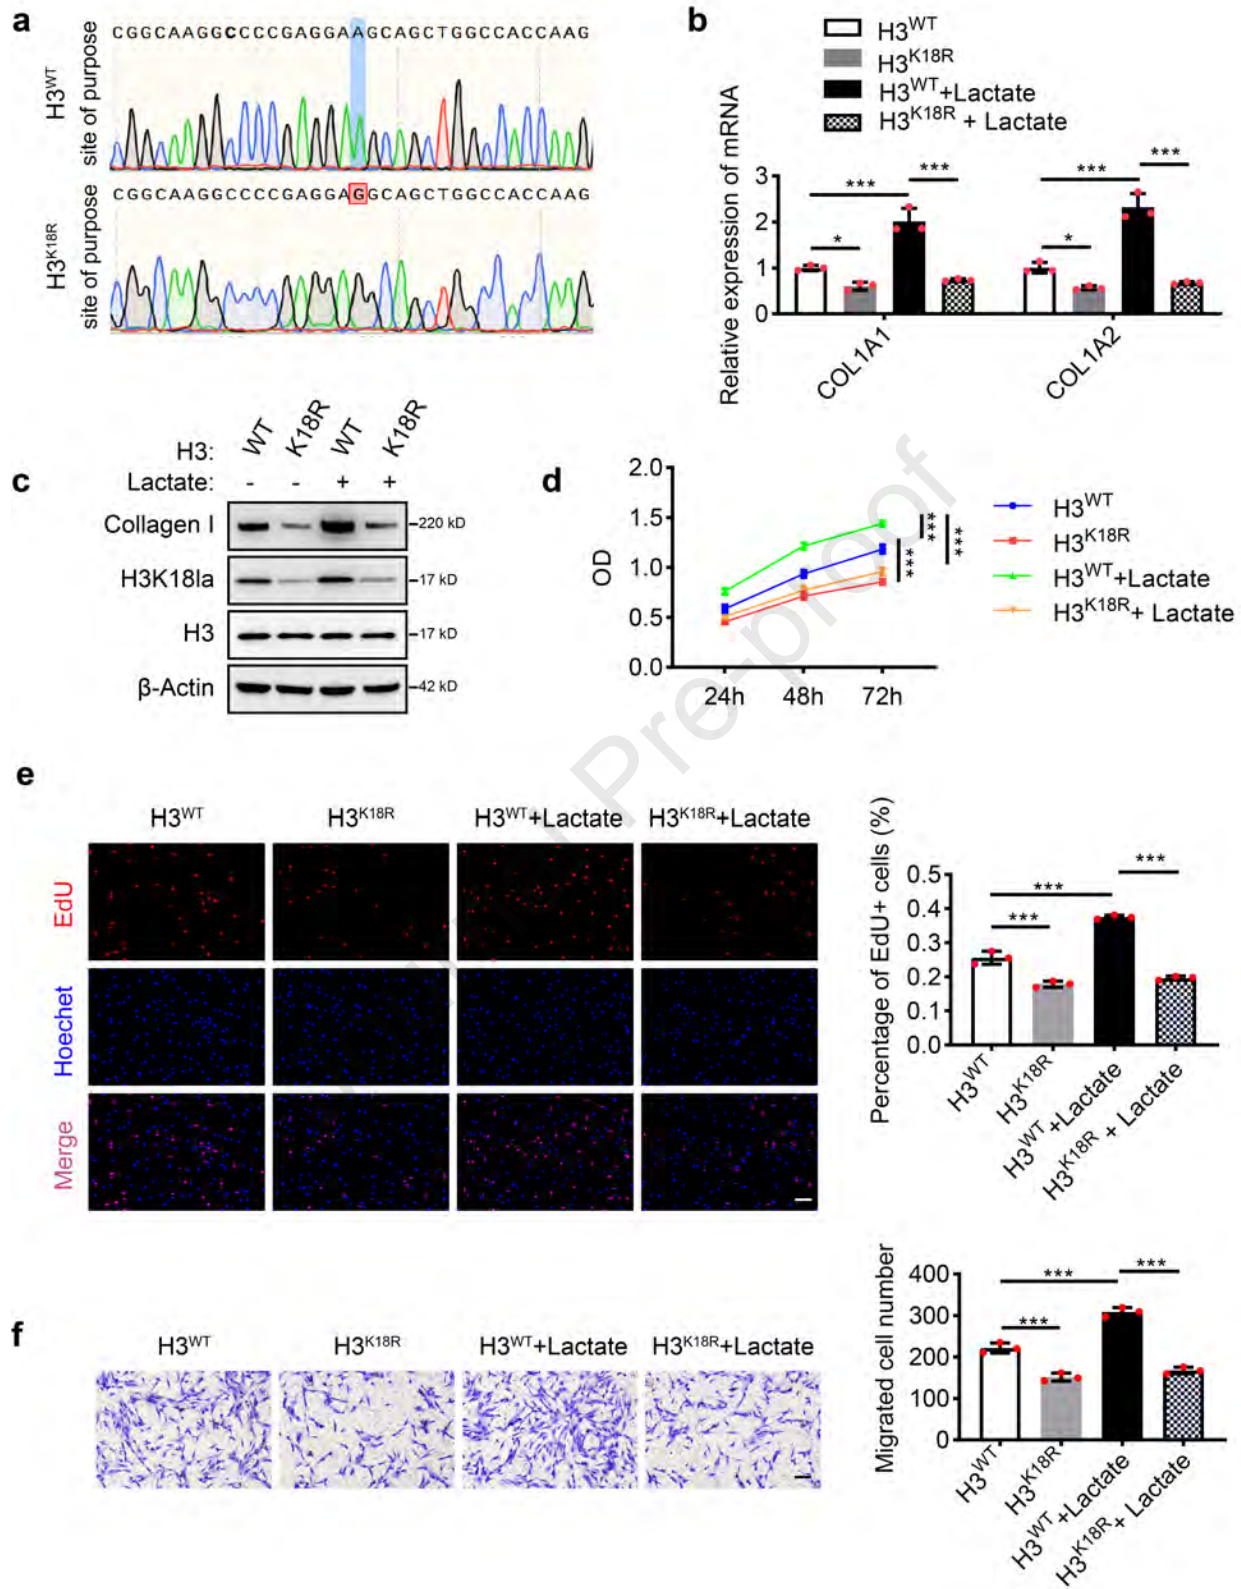 a
CGGCAAGGCCCCGAGGAAGCAGCTGGCCACCAAG
H3WT
site of purpose
CGGCAAGGCCCCGAGGAGGCAGCTGGCCACCAAG
H3K18R
site of purpose
b
H3WT
H3K18R
H3WT+Lactate
H3K18R + Lactate
Relative expression of mRNA
3
2
1
0
*
***
***
*
***
***
COL1A1
COL1A2
c
H3: WT K18R WT K18R
Lactate: - - + +
Collagen I 220 kD
H3K18la 17 kD
H3 17 kD
β-Actin 42 kD
d
OD
2.0
1.5
1.0
0.5
0.0
24h 48h 72h
***
***
***
H3WT
H3K18R
H3WT+Lactate
H3K18R+ Lactate
Pre-proof
e
H3WT H3K18R H3WT+Lactate H3K18R+Lactate
EdU
Hoechet
Merge
Percentage of EdU+ cells (%)
0.5
0.4
0.3
0.2
0.1
0.0
***
***
***
H3WT
H3K18R
H3WT+Lactate
H3K18R + Lactate
f
H3WT H3K18R H3WT+Lactate H3K18R+Lactate
Migrated cell number
400
300
200
100
0
***
***
***
H3WT
H3K18R
H3WT+Lactate
H3K18R + Lactate